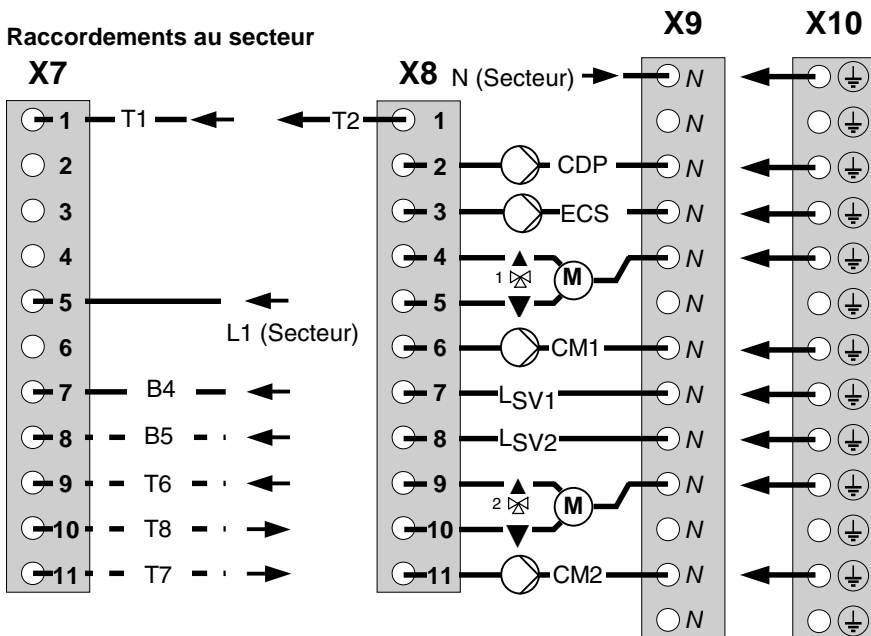 Raccordements au secteur
X7 X8 X9 X10
N (Secteur) N
1 T1 T2 1 N
2 2 CDP N
3 3 ECS N
4 4 1 M N
5 5 N
L1 (Secteur)
6 6 CM1 N
7 B4 7 LSV1 N
8 B5 8 LSV2 N
9 T6 9 2 M N
10 T8 10 N
11 T7 11 CM2 N
N